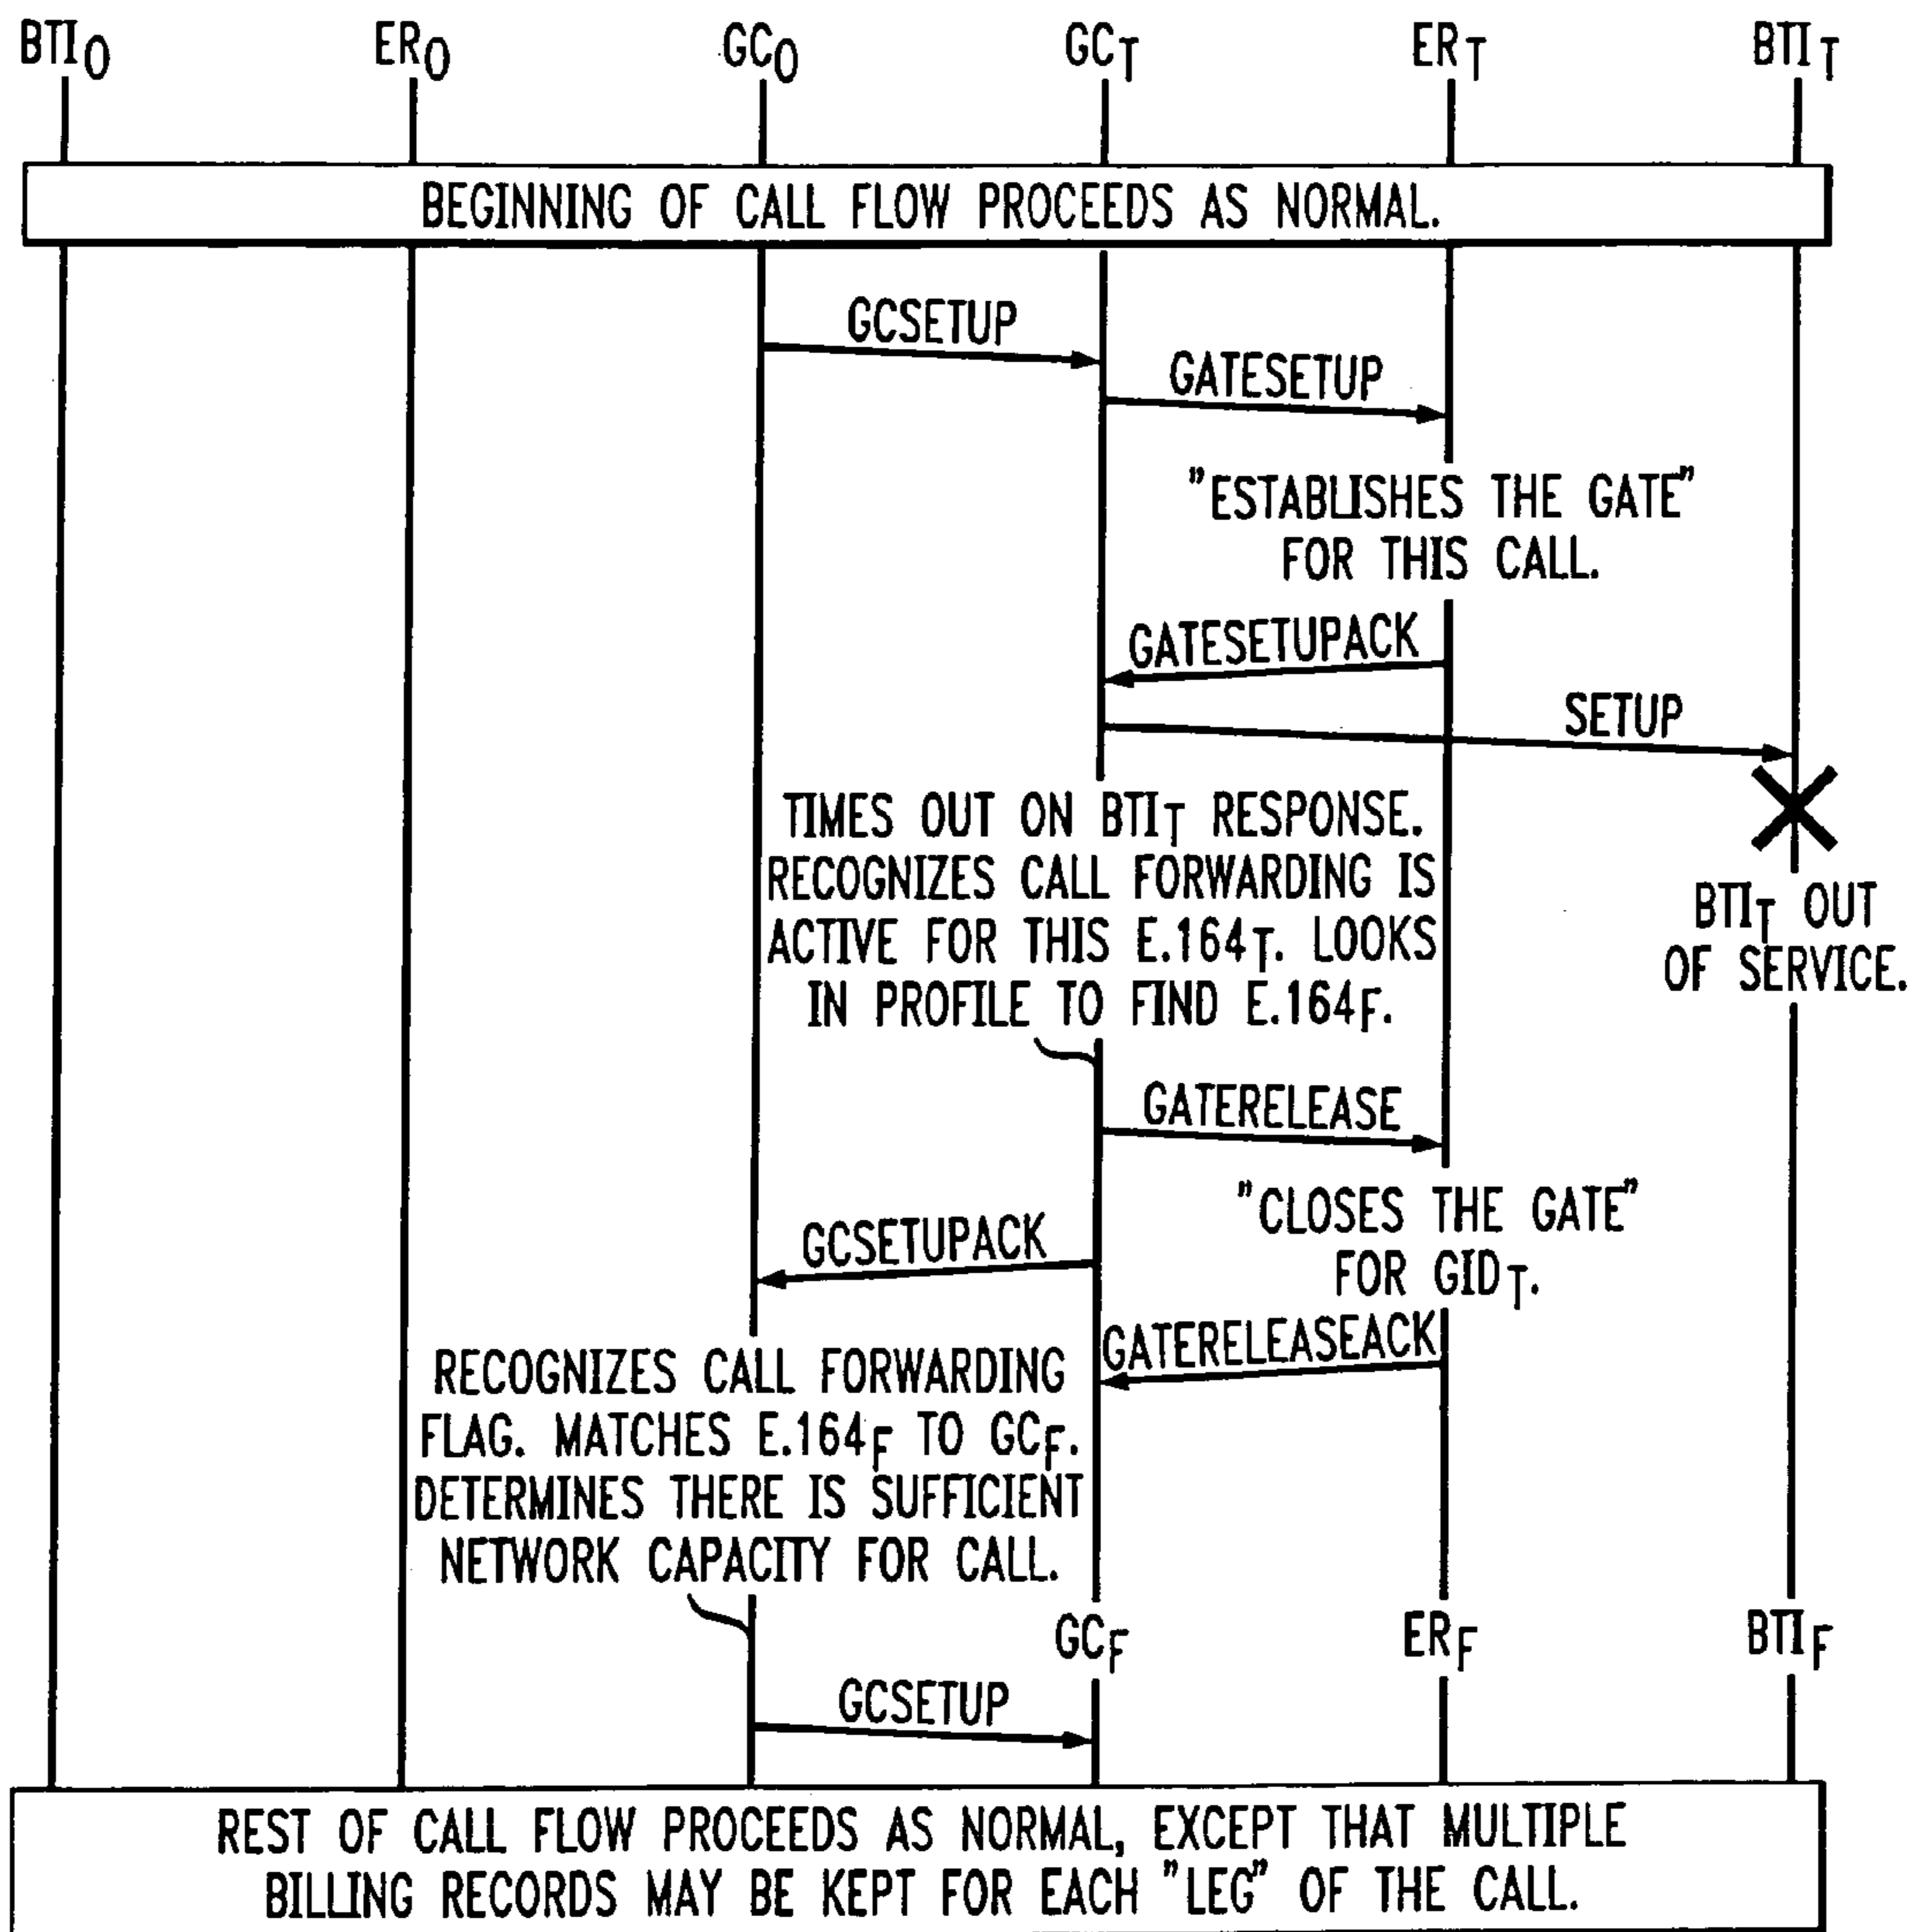 BTIO ERO GCO GCT ERT BTIT
BEGINNING OF CALL FLOW PROCEEDS AS NORMAL.
GCSETUP
GATESETUP
"ESTABLISHES THE GATE"
FOR THIS CALL.
GATESETUPACK
SETUP
TIMES OUT ON BTIT RESPONSE.
RECOGNIZES CALL FORWARDING IS
ACTIVE FOR THIS E.164T. LOOKS
IN PROFILE TO FIND E.164F.
BTIT OUT
OF SERVICE.
GATERELEASE
"CLOSES THE GATE"
FOR GIDT.
GCSETUPACK
GATERELEASEACK
RECOGNIZES CALL FORWARDING
FLAG. MATCHES E.164F TO GCF.
DETERMINES THERE IS SUFFICIENT
NETWORK CAPACITY FOR CALL.
GCF ERF BTIF
GCSETUP
REST OF CALL FLOW PROCEEDS AS NORMAL, EXCEPT THAT MULTIPLE
BILLING RECORDS MAY BE KEPT FOR EACH "LEG" OF THE CALL.